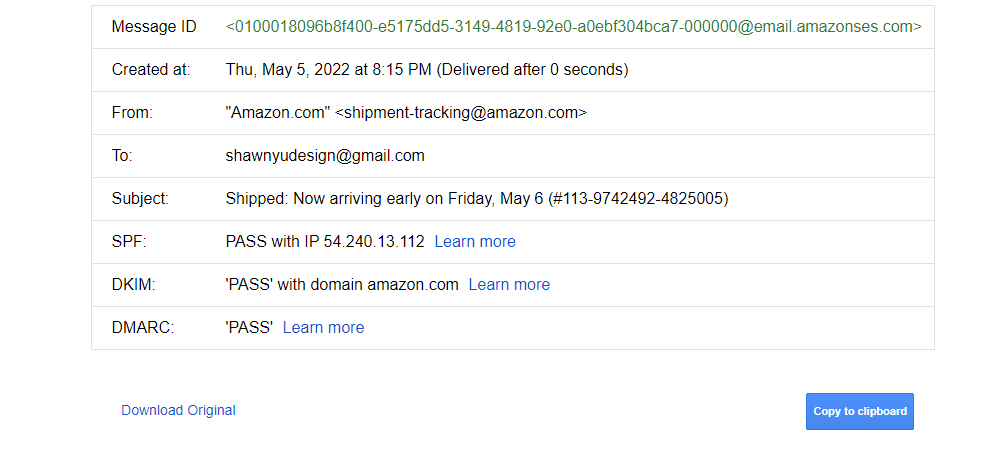 Message ID <0100018096b8f400-e5175dd5-3149-4819-92e0-a0ebf304bca7-000000@email.amazonses.com>
Created at: Thu, May 5, 2022 at 8:15 PM (Delivered after 0 seconds)
From: "Amazon.com" <shipment-tracking@amazon.com>
To: shawnyudesign@gmail.com
Subject: Shipped: Now arriving early on Friday, May 6 (#113-9742492-4825005)
SPF: PASS with IP 54.240.13.112 Learn more
DKIM: 'PASS' with domain amazon.com Learn more
DMARC: 'PASS' Learn more
Download Original Copy to clipboard